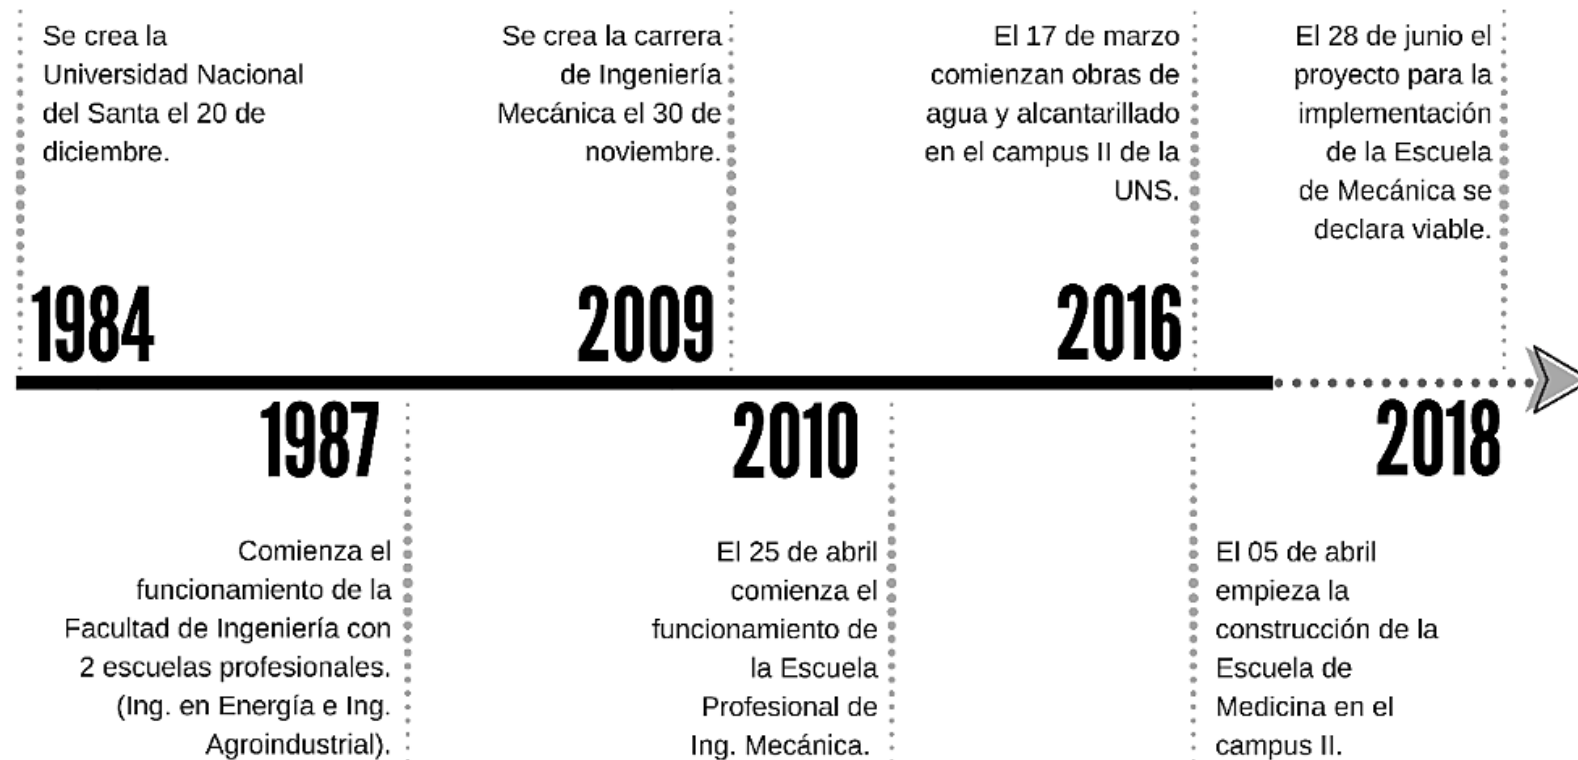 Se crea la
Universidad Nacional
del Santa el 20 de
diciembre.
1984
Se crea la carrera
de Ingeniería
Mecánica el 30 de
noviembre.
2009
El 17 de marzo
comienzan obras de
agua y alcantarillado
en el campus II de la
UNS.
2016
El 28 de junio el
proyecto para la
implementación
de la Escuela
de Mecánica se
declara viable.
1987
Comienza el
funcionamiento de la
Facultad de Ingeniería con
2 escuelas profesionales.
(Ing. en Energía e Ing.
Agroindustrial).
2010
El 25 de abril
comienza el
funcionamiento de
la Escuela
Profesional de
Ing. Mecánica.
El 05 de abril
empieza la
construcción de la
Escuela de
Medicina en el
campus II.
2018